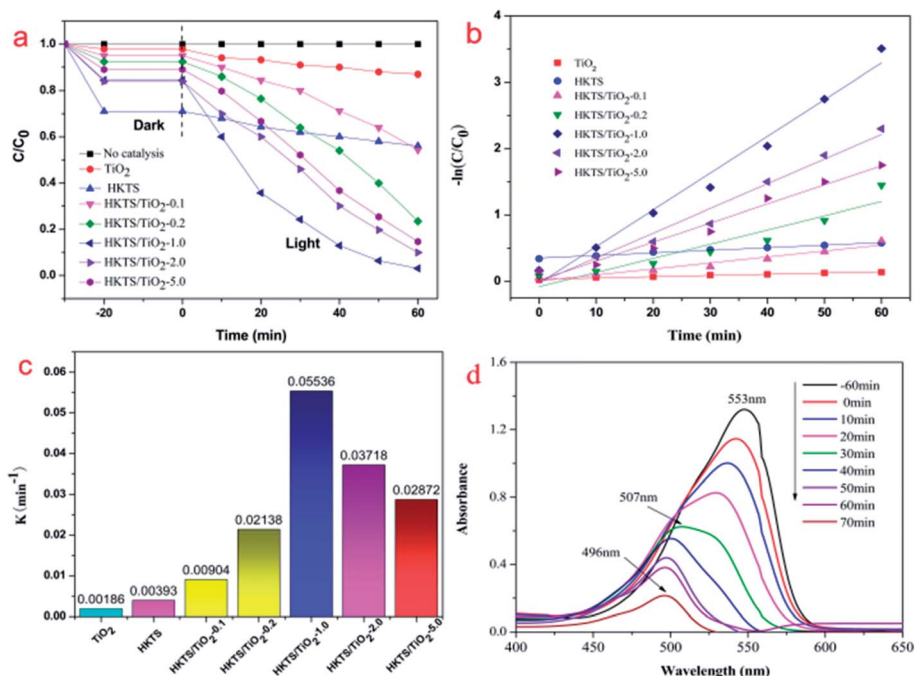 a
C/C0
1.0
0.8
0.6
0.4
0.2
0.0
Dark
Light
No catalysis
TiO2
HKTS
HKTS/TiO2-0.1
HKTS/TiO2-0.2
HKTS/TiO2-1.0
HKTS/TiO2-2.0
HKTS/TiO2-5.0
-20 0 20 40 60
Time (min)
b
-ln(C/C0)
4
3
2
1
0
-1
TiO2
HKTS
HKTS/TiO2-0.1
HKTS/TiO2-0.2
HKTS/TiO2-1.0
HKTS/TiO2-2.0
HKTS/TiO2-5.0
0 10 20 30 40 50 60
Time (min)
c
K (min-1)
0.06
0.05
0.04
0.03
0.02
0.01
0.00
0.00186
0.00393
0.00904
0.02138
0.05536
0.03718
0.02872
TiO2
HKTS
HKTS/TiO2-0.1
HKTS/TiO2-0.2
HKTS/TiO2-1.0
HKTS/TiO2-2.0
HKTS/TiO2-5.0
d
Absorbance
1.6
1.2
0.8
0.4
0.0
553nm
507nm
496nm
-60min
0min
10min
20min
30min
40min
50min
60min
70min
400 450 500 550 600 650
Wavelength (nm)